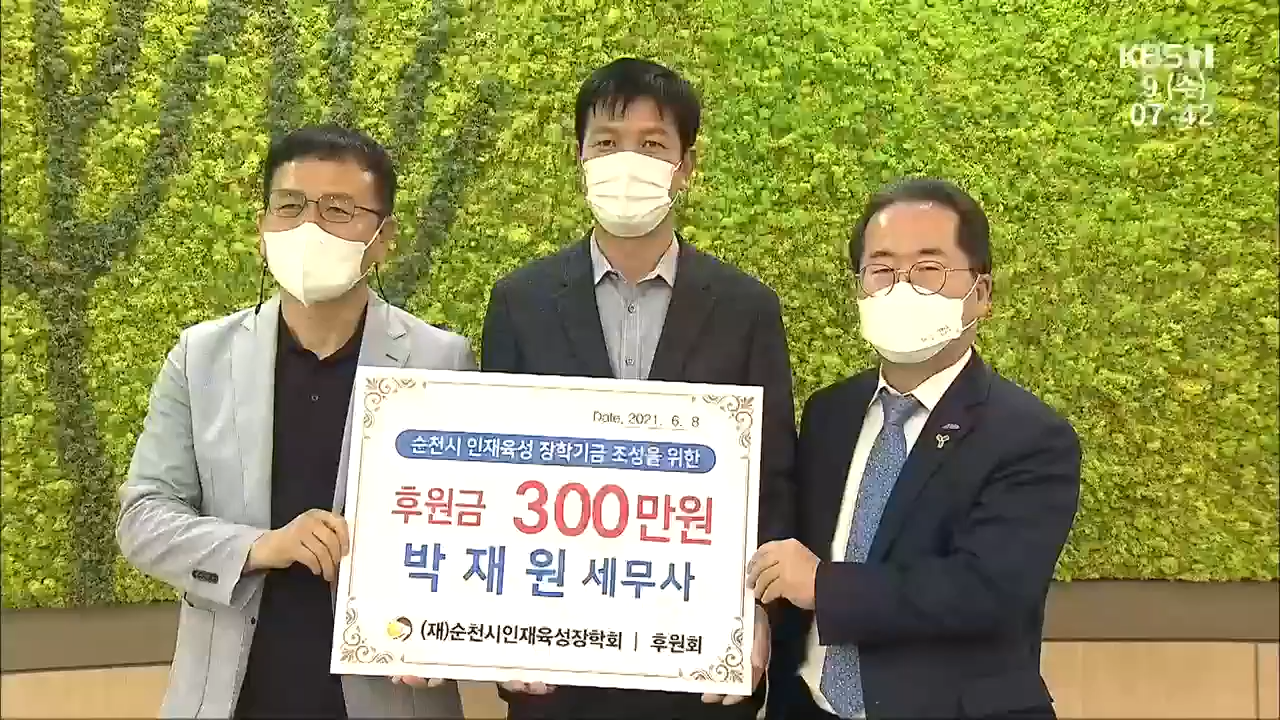 KBS 1
9 (수)
07:42
Date. 2021. 6. 8
순천시 인재육성 장학기금 조성을 위한
후원금 300만원
박 재 원 세무사
(재)순천시인재육성장학회 | 후원회